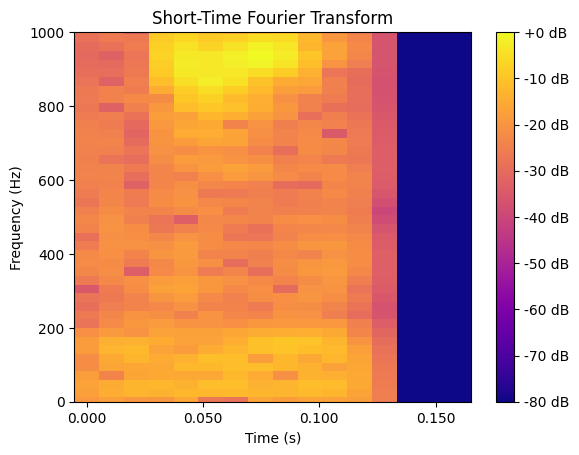 Short-Time Fourier Transform
1000
800
600
400
200
0
Frequency (Hz)
0.000
0.050
0.100
0.150
Time (s)
+0 dB
-10 dB
-20 dB
-30 dB
-40 dB
-50 dB
-60 dB
-70 dB
-80 dB